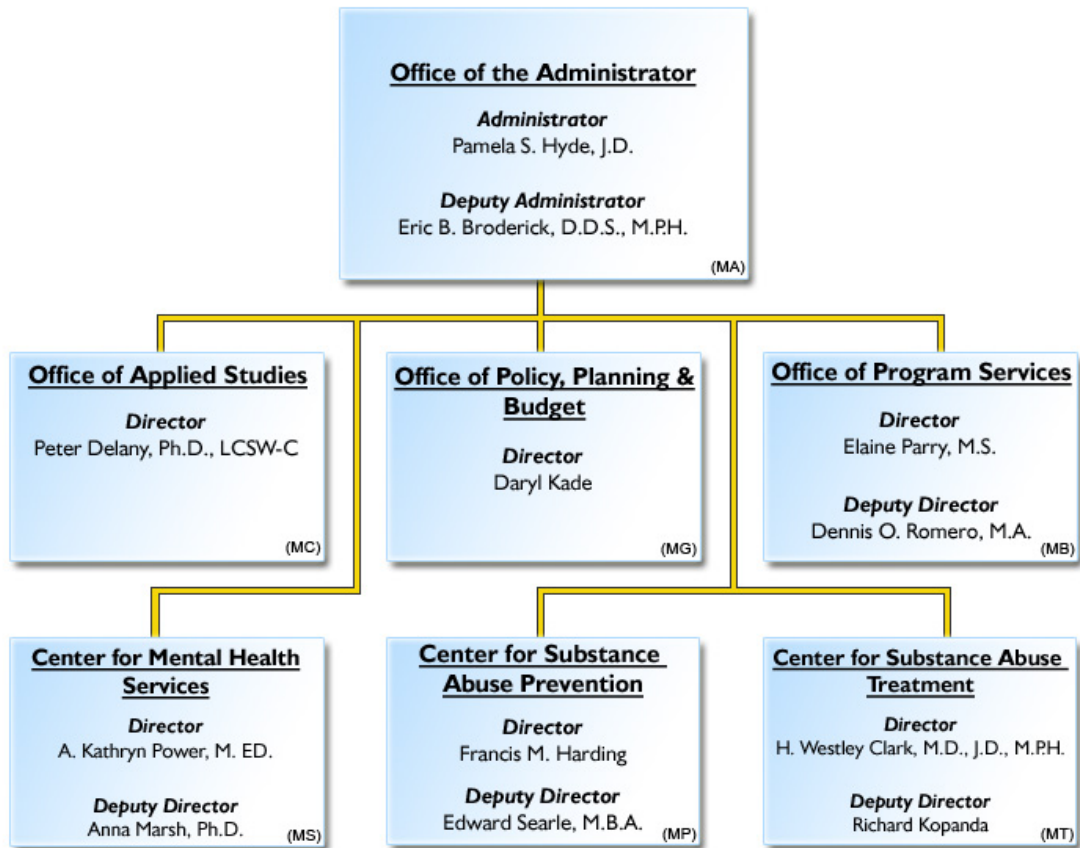 Office of the Administrator
Administrator
Pamela S. Hyde, J.D.
Deputy Administrator
Eric B. Broderick, D.D.S., M.P.H.
(MA)
Office of Applied Studies
Director
Peter Delany, Ph.D., LCSW-C
(MC)
Office of Policy, Planning &
Budget
Director
Daryl Kade
(MG)
Office of Program Services
Director
Elaine Parry, M.S.
Deputy Director
Dennis O. Romero, M.A.
(MB)
Center for Mental Health
Services
Director
A. Kathryn Power, M. ED.
Deputy Director
Anna Marsh, Ph.D.
(MS)
Center for Substance
Abuse Prevention
Director
Francis M. Harding
Deputy Director
Edward Searle, M.B.A.
(MP)
Center for Substance Abuse
Treatment
Director
H. Westley Clark, M.D., J.D., M.P.H.
Deputy Director
Richard Kopanda
(MT)